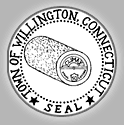 TOWN OF WILLINGTON, CONNECTICUT
★ SEAL ★